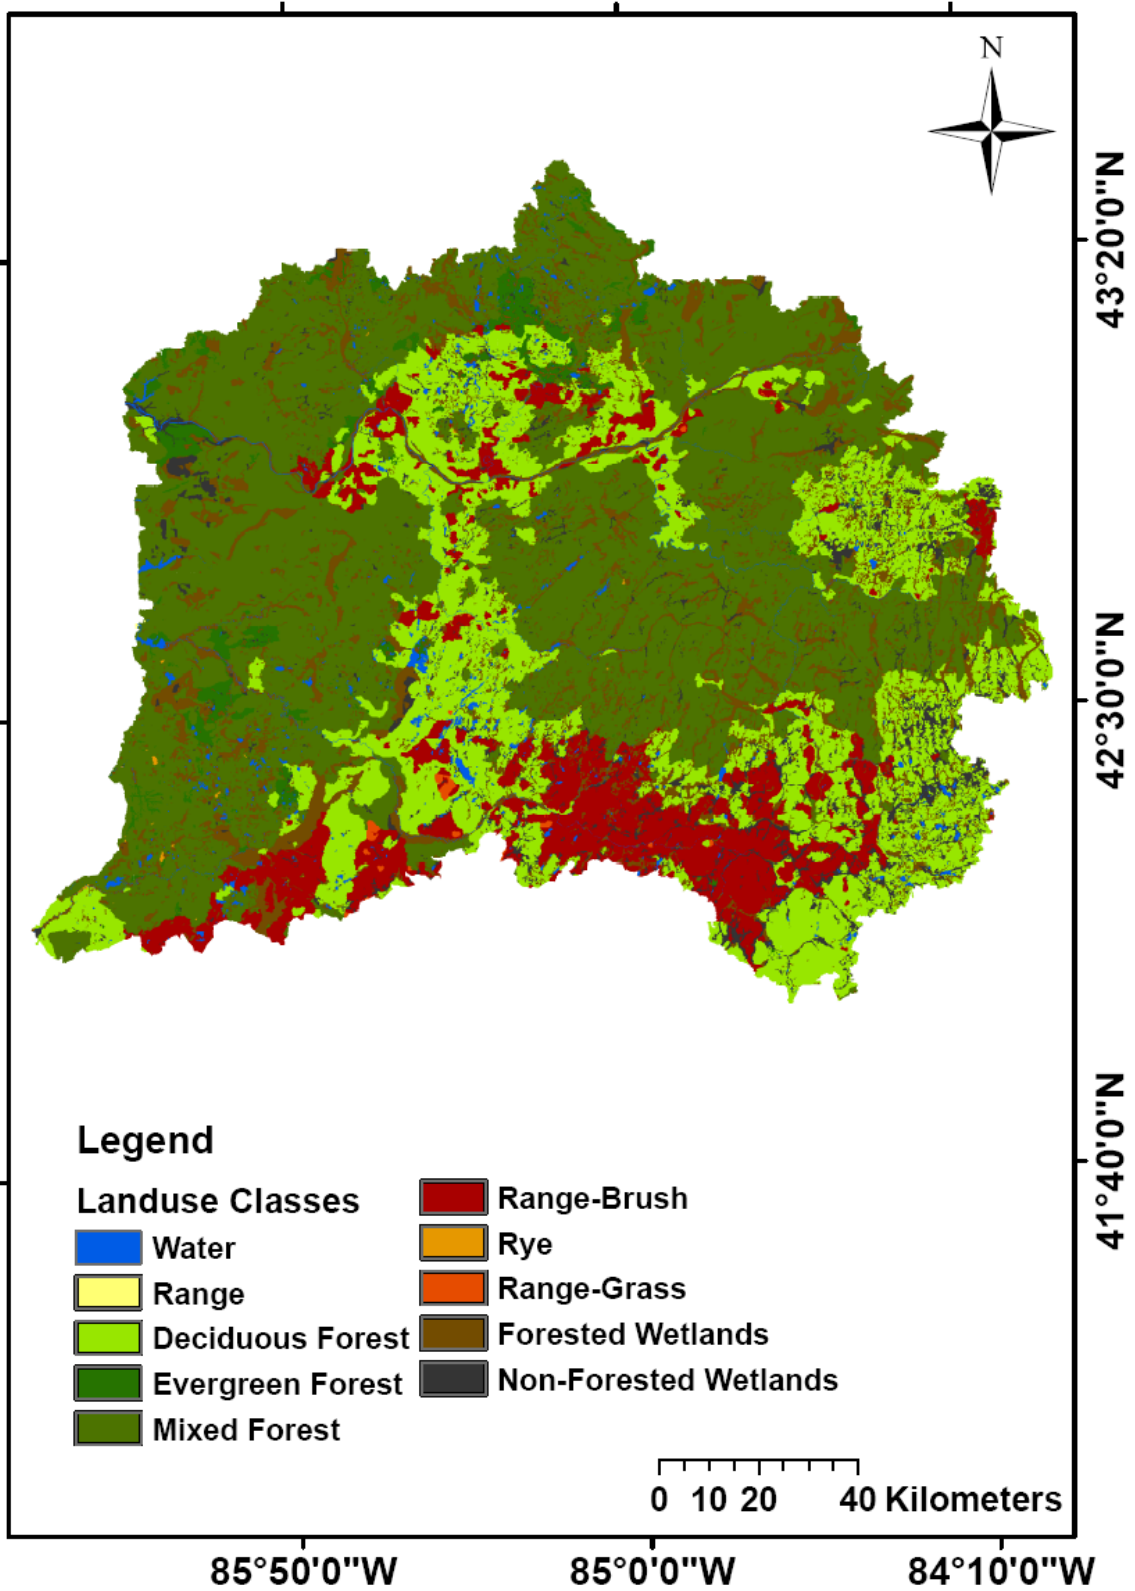 N
43°20'0"N
42°30'0"N
41°40'0"N
Legend
Landuse Classes
Water
Range
Deciduous Forest
Evergreen Forest
Mixed Forest
Range-Brush
Rye
Range-Grass
Forested Wetlands
Non-Forested Wetlands
0 10 20 40 Kilometers
85°50'0"W 85°0'0"W 84°10'0"W